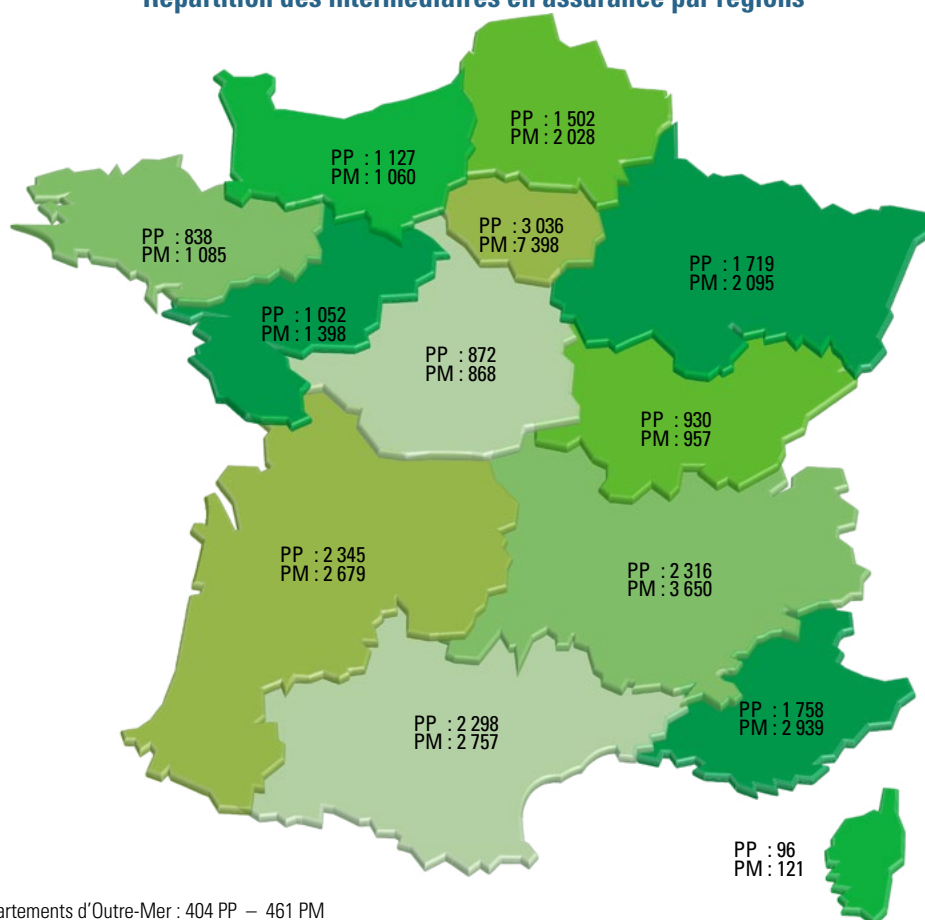 Répartition des intermédiaires en assurance par régions
PP : 1 502
PM : 2 028
PP : 1 127
PM : 1 060
PP : 3 036
PM :7 398
PP : 838
PM : 1 085
PP : 1 719
PM : 2 095
PP : 1 052
PM : 1 398
PP : 872
PM : 868
PP : 930
PM : 957
PP : 2 345
PM : 2 679
PP : 2 316
PM : 3 650
PP : 1 758
PM : 2 939
PP : 2 298
PM : 2 757
PP : 96
PM : 121
artements d’Outre-Mer : 404 PP – 461 PM